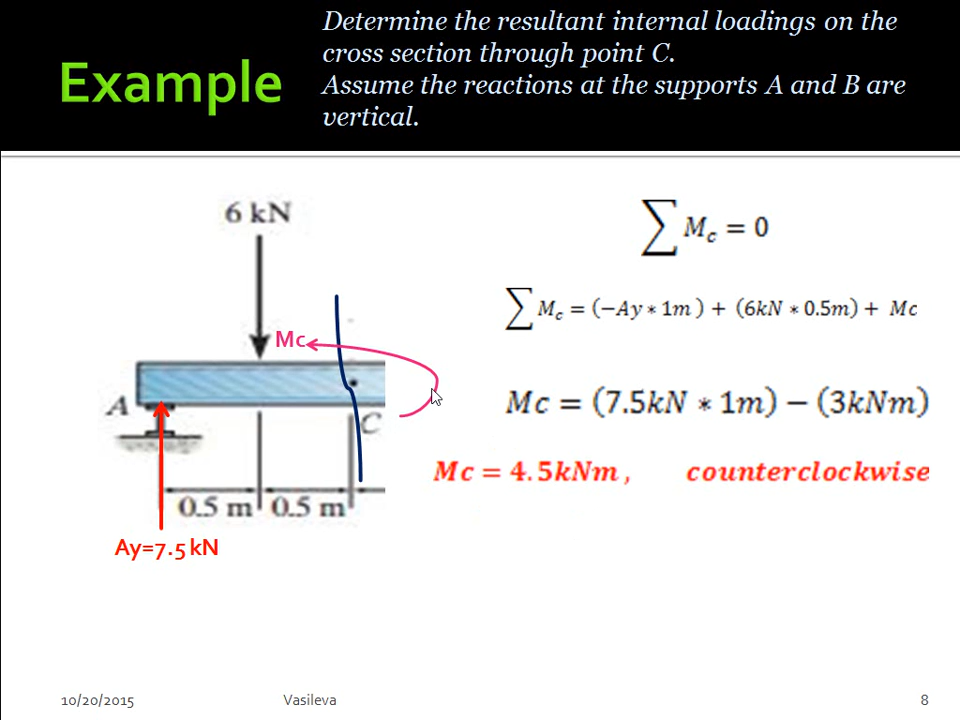 Example
Determine the resultant internal loadings on the
cross section through point C.
Assume the reactions at the supports A and B are
vertical.
6 kN
Mc
A
C
0.5 m
0.5 m
Ay=7.5 kN
∑ M_c = 0
∑ M_c = (−Ay * 1m ) + (6kN * 0.5m) + Mc
Mc = (7.5kN * 1m) − (3kNm)
Mc = 4.5kNm , counterclockwise
10/20/2015
Vasileva
8